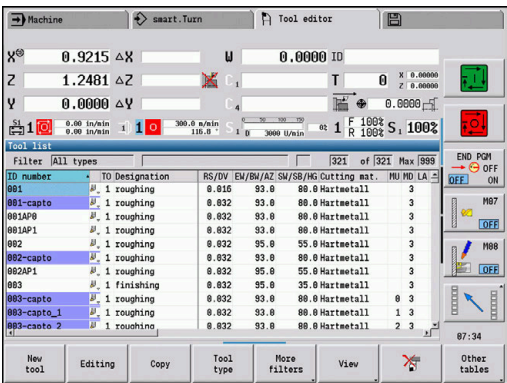 Machine smart.Turn Tool editor
X 0.9215 ΔX U 0.0000 ID
Z 1.2481 ΔZ C 1 T 0 X 0.00000
Z 0.00000
Y 0.0000 ΔY C 4 0.0000
S1 1 0.00 in/min 0.00 in/min 1 1 0 300.0 m/min 116.0 ° S 1 0 50 100 150 D 3000 U/min 0% 1 F 100% R 100% S 1 100%
Tool list
Filter All types 321 of 321 Max 999
ID number TO Designation RS/DV EW/BW/AZ SW/SB/HG Cutting mat. MU MD LA
001 1 roughing 0.016 93.0 80.0 Hartmetall 3
001-capto 1 roughing 0.032 93.0 80.0 Hartmetall 3
001AP0 1 roughing 0.032 93.0 80.0 Hartmetall 3
001AP1 1 roughing 0.032 93.0 80.0 Hartmetall 3
002 1 roughing 0.032 95.0 55.0 Hartmetall 3
002-capto 1 roughing 0.032 93.0 80.0 Hartmetall 3
002AP1 1 roughing 0.032 95.0 55.0 Hartmetall 3
003 1 finishing 0.032 95.0 35.0 Hartmetall 3
003-capto 1 roughing 0.032 93.0 80.0 Hartmetall 0 3
003-capto_1 1 roughing 0.032 93.0 80.0 Hartmetall 1 3
003-capto_2 1 roughing 0.032 93.0 80.0 Hartmetall 2 3
END PGM
OFF
OFF ON
M07
OFF
M08
OFF
07:34
New tool
Editing
Copy
Tool type
More filters
View
Other tables